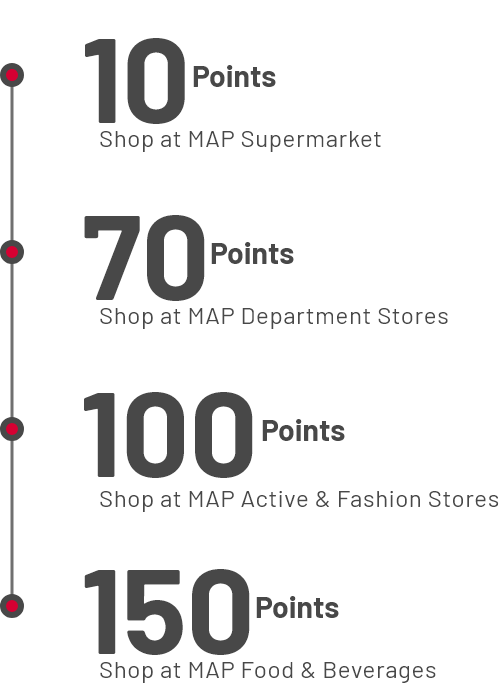 10 Points
Shop at MAP Supermarket
70 Points
Shop at MAP Department Stores
100 Points
Shop at MAP Active & Fashion Stores
150 Points
Shop at MAP Food & Beverages